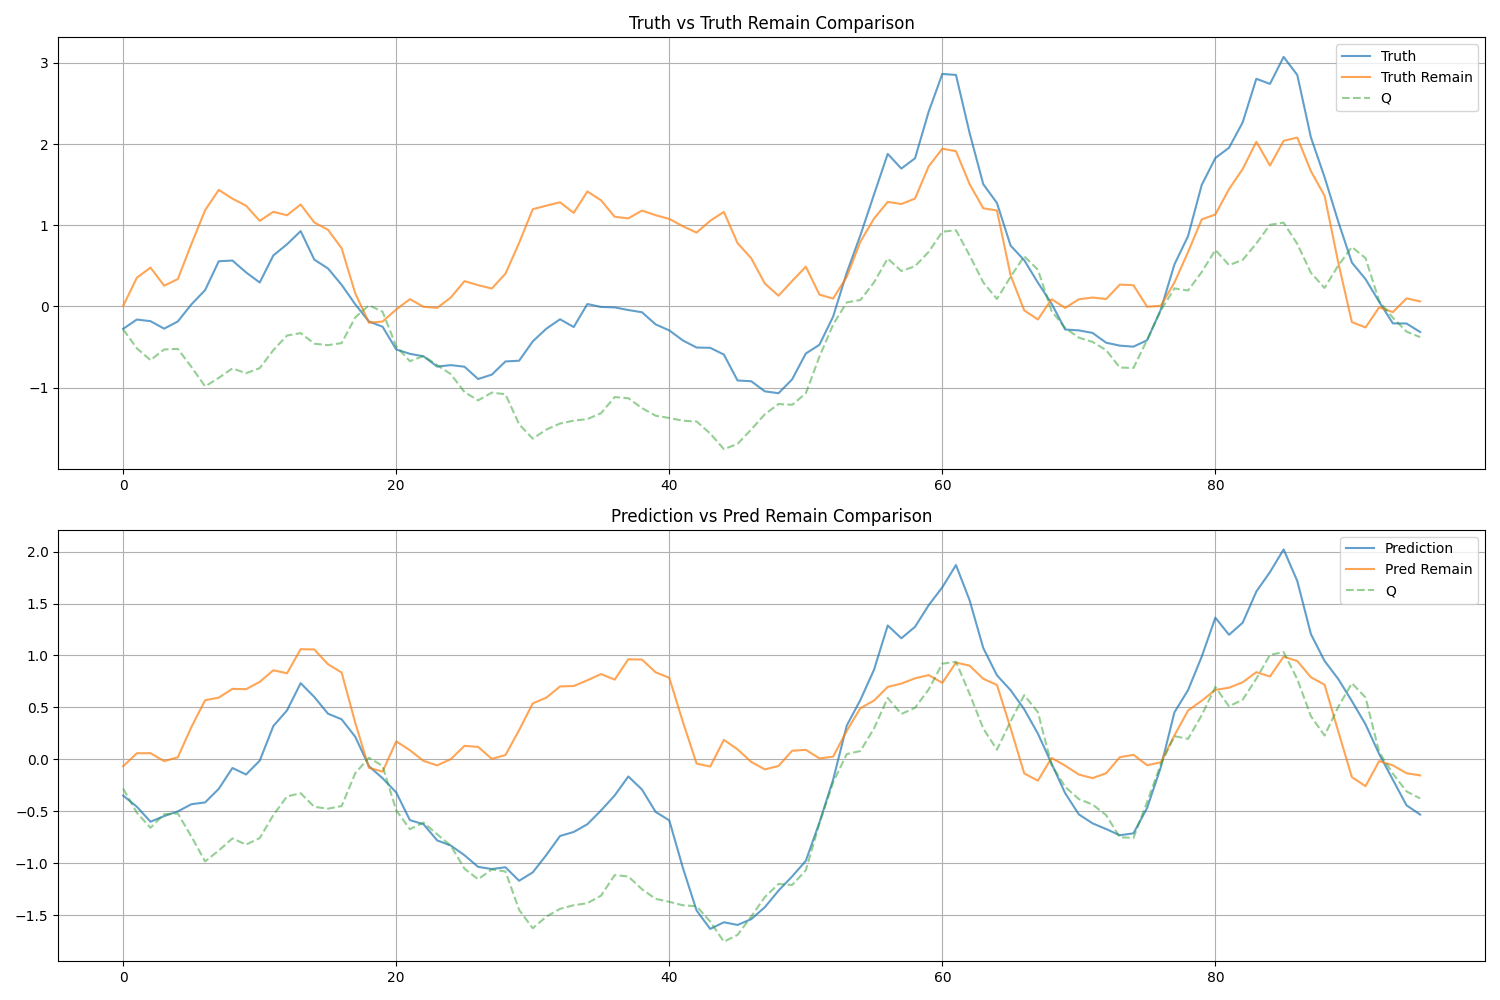 Truth vs Truth Remain Comparison
Truth
Truth Remain
Q
3
2
1
0
−1
0 20 40 60 80
Prediction vs Pred Remain Comparison
Prediction
Pred Remain
Q
2.0
1.5
1.0
0.5
0.0
−0.5
−1.0
−1.5
0 20 40 60 80